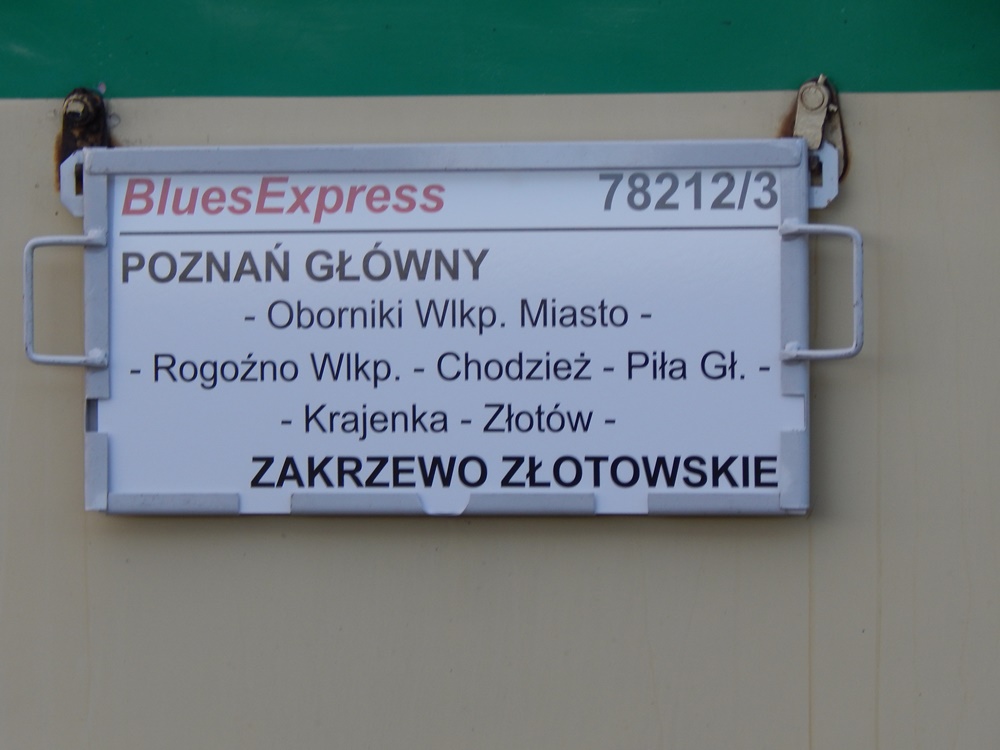 BluesExpress 78212/3
POZNAŃ GŁÓWNY
- Oborniki Wlkp. Miasto -
- Rogoźno Wlkp. - Chodzież - Piła Gł. -
- Krajenka - Złotów -
ZAKRZEWO ZŁOTOWSKIE